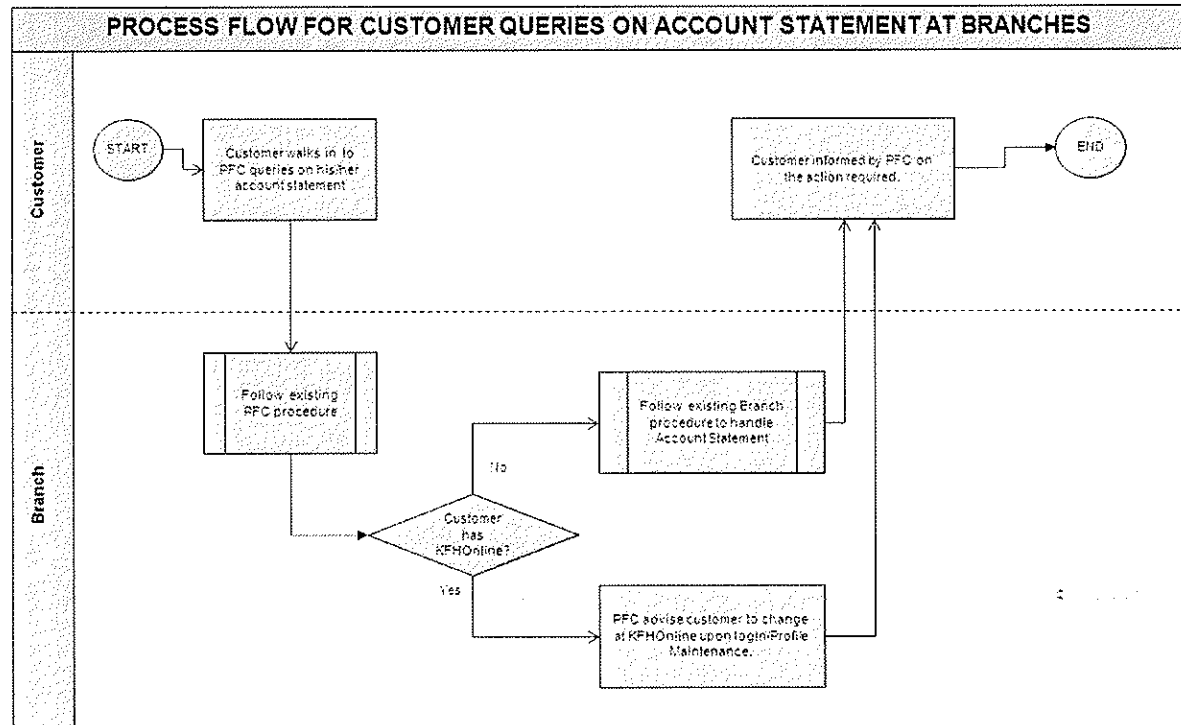 PROCESS FLOW FOR CUSTOMER QUERIES ON ACCOUNT STATEMENT AT BRANCHES
Customer
START
Customer walks in to
PFC queries on his/her
account statement
Customer informed by PFC on
the action required.
END
Branch
Follow existing
PFC procedure
Follow existing Branch
procedure to handle
Account Statement
No
Customer
has
KFHOnline?
Yes
PFC advise customer to change
at KFHOnline upon login/Profile
Maintenance.